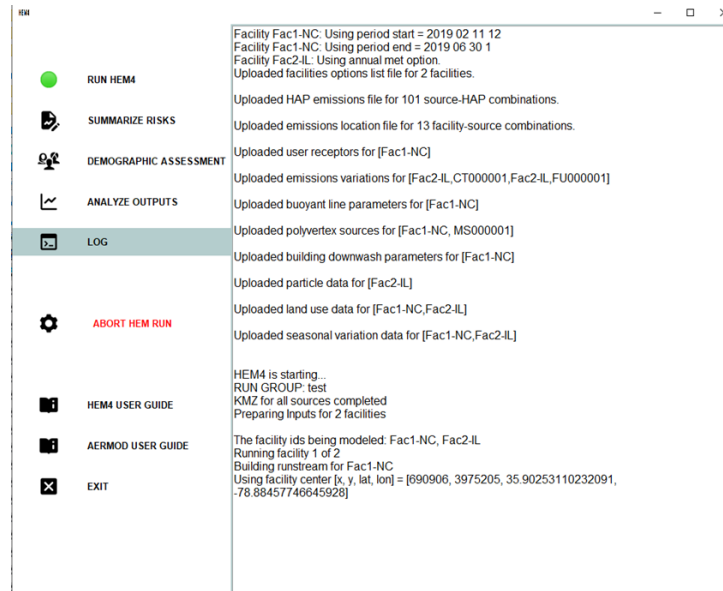 HEM4
RUN HEM4
SUMMARIZE RISKS
DEMOGRAPHIC ASSESSMENT
ANALYZE OUTPUTS
LOG
ABORT HEM RUN
HEM4 USER GUIDE
AERMOD USER GUIDE
EXIT
Facility Fac1-NC: Using period start = 2019 02 11 12
Facility Fac1-NC: Using period end = 2019 06 30 1
Facility Fac2-IL: Using annual met option.
Uploaded facilities options list file for 2 facilities.
Uploaded HAP emissions file for 101 source-HAP combinations.
Uploaded emissions location file for 13 facility-source combinations.
Uploaded user receptors for [Fac1-NC]
Uploaded emissions variations for [Fac2-IL,CT000001,Fac2-IL,FU000001]
Uploaded buoyant line parameters for [Fac1-NC]
Uploaded polyvertex sources for [Fac1-NC, MS000001]
Uploaded building downwash parameters for [Fac1-NC]
Uploaded particle data for [Fac2-IL]
Uploaded land use data for [Fac1-NC,Fac2-IL]
Uploaded seasonal variation data for [Fac1-NC,Fac2-IL]
HEM4 is starting...
RUN GROUP: test
KMZ for all sources completed
Preparing Inputs for 2 facilities
The facility ids being modeled: Fac1-NC, Fac2-IL
Running facility 1 of 2
Building runstream for Fac1-NC
Using facility center [x, y, lat, lon] = [690906, 3975205, 35.90253110232091,
-78.88457746645928]